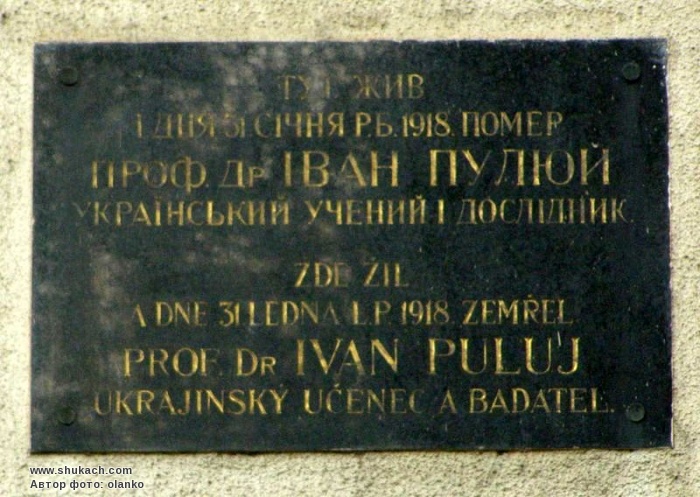 ТУТ ЖИВ
І ДНЯ 31 СІЧНЯ Р.Б. 1918. ПОМЕР
ПРОФ. ДР ІВАН ПУЛЮЙ
УКРАЇНСЬКИЙ УЧЕНИЙ І ДОСЛІДНИК.
ZDE ŽIL
A DNE 31 LEDNA L.P. 1918. ZEMŘEL
PROF. DR IVAN PULUJ
UKRAJINSKÝ UČENEC A BADATEL.
www.shukach.com
Автор фото: olanko